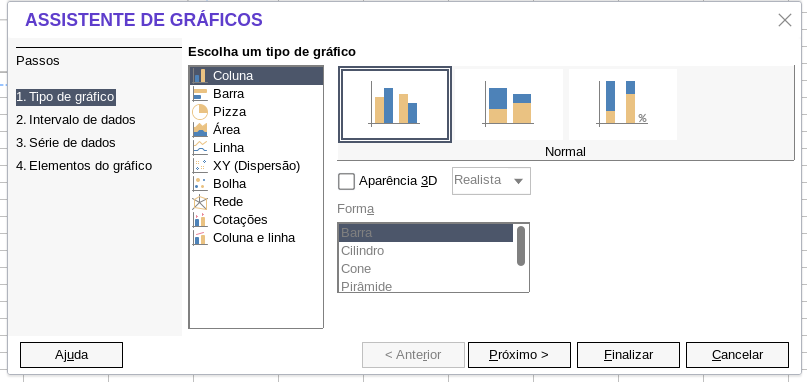 ASSISTENTE DE GRÁFICOS
Passos
1. Tipo de gráfico
2. Intervalo de dados
3. Série de dados
4. Elementos do gráfico
Escolha um tipo de gráfico
Coluna
Barra
Pizza
Área
Linha
XY (Dispersão)
Bolha
Rede
Cotações
Coluna e linha
%
Normal
Aparência 3D
Realista
Forma
Barra
Cilindro
Cone
Pirâmide
Ajuda
< Anterior
Próximo >
Finalizar
Cancelar